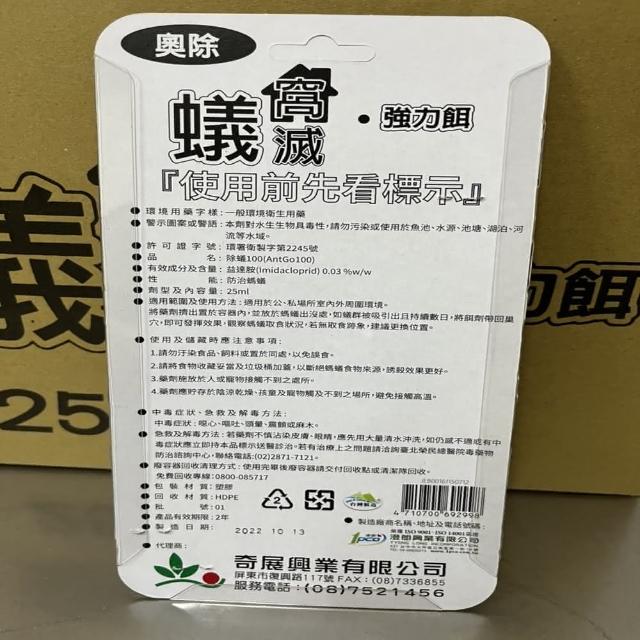 奧除
蟻窩滅 • 強力餌
『使用前先看標示』
●環境用藥字樣:一般環境衛生用藥
●警示圖案或警語:本劑對水生生物具毒性,請勿污染或使用於魚池、水源、池塘、湖泊、河
流等水域。
●許可證字號:環署衛製字第2245號
●品名:除蟻100(AntGo100)
●有效成分及含量:益達胺(Imidacloprid) 0.03 %w/w
●性能:防治螞蟻
●劑型及內容量:25ml
●適用範圍及使用方法:適用於公、私場所室內外周圍環境。
將藥劑擠出置於容器內,並放於螞蟻出沒處,如蟻群被吸引出且持續數日,將餌劑帶回巢
穴,即可發揮效果,觀察螞蟻取食狀況,若無取食跡象,建議更換位置。
●使用及儲藏時應注意事項:
1.請勿汙染食品、飼料或置於同處,以免誤食。
2.請將食物收藏妥當及垃圾桶加蓋,以斷絕螞蟻食物來源,誘殺效果更好。
3.藥劑施放於人或寵物接觸不到之處所。
4.藥劑應貯存於陰涼乾燥、孩童及寵物觸及不到之場所,避免接觸高溫。
●中毒症狀、急救及解毒方法:
中毒症狀:噁心、嘔吐、頭暈、震顫或麻木。
●急救及解毒方法:若藥劑不慎沾染皮膚、眼睛,應先用大量清水沖洗,如仍感不適或有中
毒症狀應立即持本品標示送醫診治。若有治療上之問題請洽詢臺北榮民總醫院毒藥物
防治諮詢中心,聯絡電話:(02)2871-7121.
●廢容器回收清理方式:使用完畢後廢容器請交付回收點或清潔隊回收。
免費回收專線:0800-085717
●包裝材質:塑膠
●回收材質:HDPE
●批號:01
●產品有效期限:2年
●製造日期:
2022 10 13
2
台灣製造
4710700692998
●製造廠商名稱、地址及電話號碼:
榮獲 ISO 9001、ISO 14001 認證
●代理商:
奇展興業有限公司
屏東市復興路117號 FAX:(08)7336855
服務電話:(08)7521456
25
強力餌